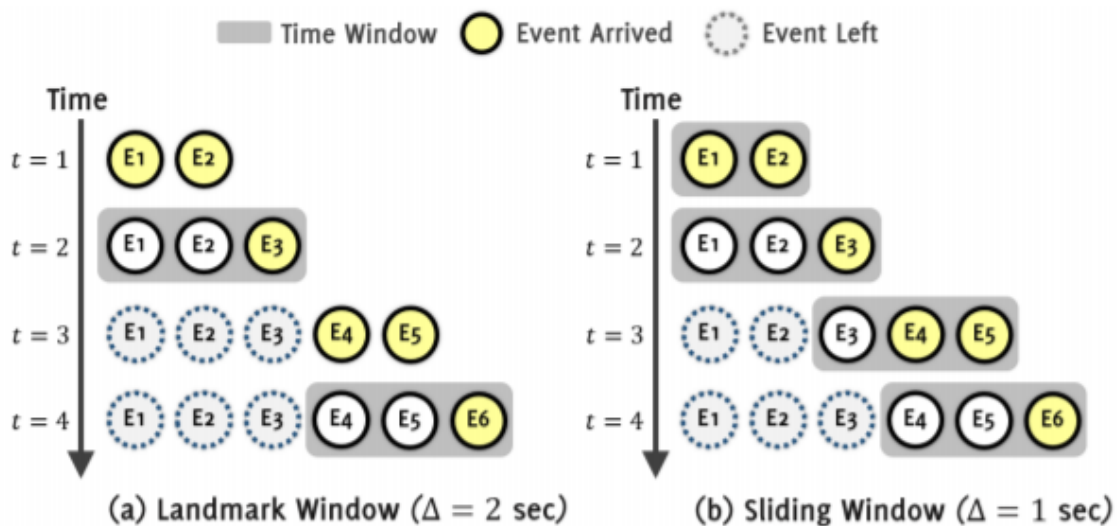 Time Window Event Arrived Event Left
Time Time
t = 1 E1 E2 t = 1 E1 E2
t = 2 E1 E2 E3 t = 2 E1 E2 E3
t = 3 E1 E2 E3 E4 E5 t = 3 E1 E2 E3 E4 E5
t = 4 E1 E2 E3 E4 E5 E6 t = 4 E1 E2 E3 E4 E5 E6
(a) Landmark Window (Δ = 2 sec) (b) Sliding Window (Δ = 1 sec)